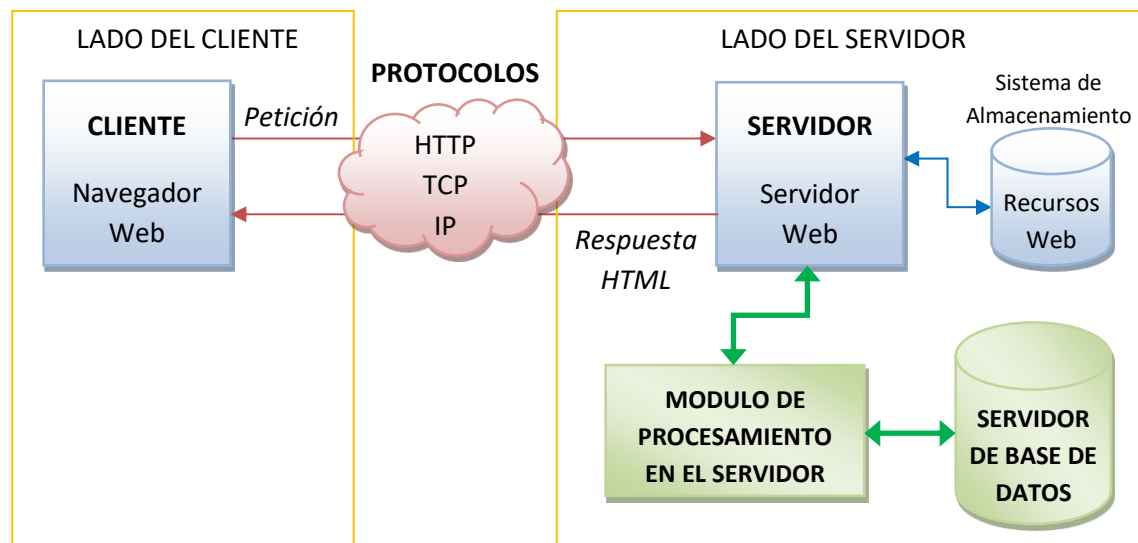 LADO DEL CLIENTE
CLIENTE
Navegador
Web
Petición
PROTOCOLOS
HTTP
TCP
IP
Respuesta
HTML
LADO DEL SERVIDOR
SERVIDOR
Servidor
Web
Sistema de
Almacenamiento
Recursos
Web
MODULO DE
PROCESAMIENTO
EN EL SERVIDOR
SERVIDOR
DE BASE DE
DATOS